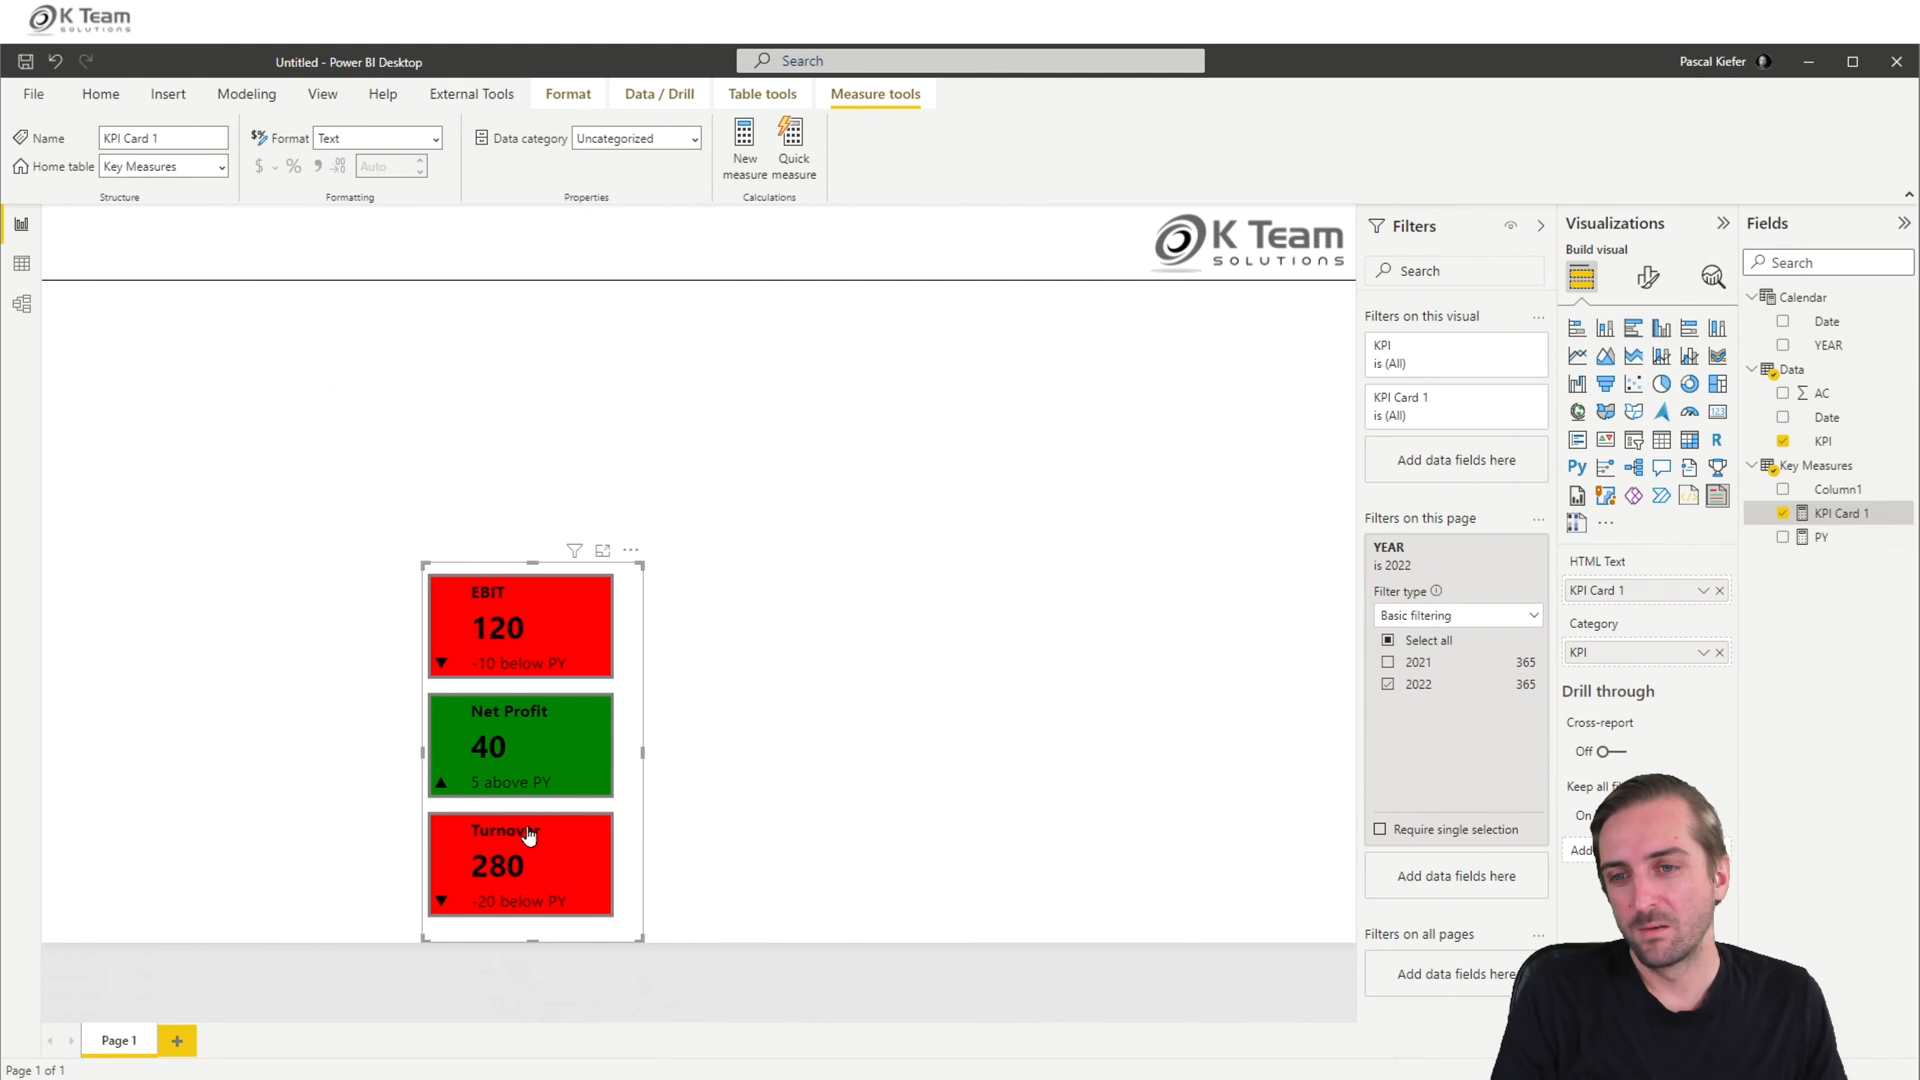 K Team
SOLUTIONS
Untitled - Power BI Desktop
Search
Pascal Kiefer
File
Home
Insert
Modeling
View
Help
External Tools
Format
Data / Drill
Table tools
Measure tools
Name
KPI Card 1
Format
Text
Data category
Uncategorized
Home table
Key Measures
$
%
Auto
New
measure
Quick
measure
Structure
Formatting
Properties
Calculations
K Team
SOLUTIONS
EBIT
120
-10 below PY
Net Profit
40
5 above PY
Turnover
280
-20 below PY
Filters
Search
Filters on this visual
KPI
is (All)
KPI Card 1
is (All)
Add data fields here
Filters on this page
YEAR
is 2022
Filter type
Basic filtering
Select all
2021 365
2022 365
Require single selection
Add data fields here
Filters on all pages
Add data fields here
Visualizations
Build visual
123
R
Py
HTML Text
KPI Card 1
Category
KPI
Drill through
Cross-report
Off
Keep all
On
Add
Fields
Search
Calendar
Date
YEAR
Data
AC
Date
KPI
Key Measures
Column1
KPI Card 1
PY
Page 1
Page 1 of 1